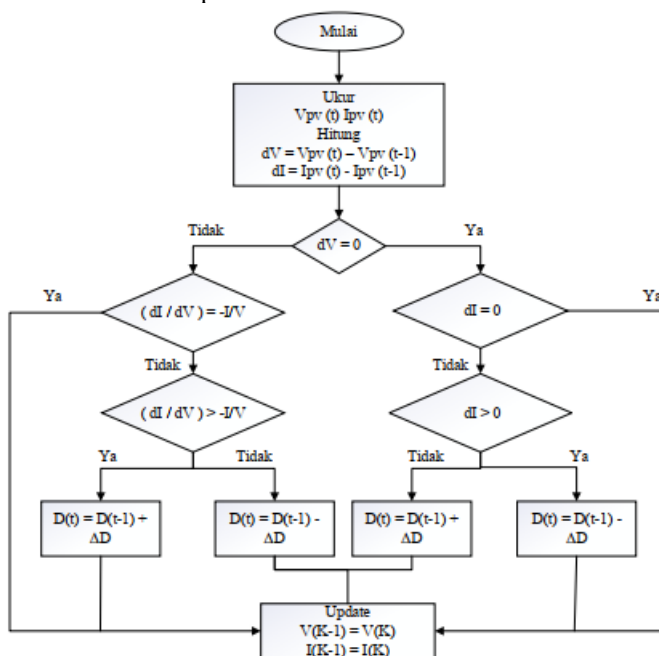 Mulai
Ukur
Vpv (t) Ipv (t)
Hitung
dV = Vpv (t) – Vpv (t-1)
dI = Ipv (t) - Ipv (t-1)
Tidak
dV = 0
Ya
Ya
( dI / dV ) = -I/V
dI = 0
Ya
Tidak
Tidak
( dI / dV ) > -I/V
dI > 0
Ya
Tidak
Tidak
Ya
D(t) = D(t-1) +
ΔD
D(t) = D(t-1) -
ΔD
D(t) = D(t-1) +
ΔD
D(t) = D(t-1) -
ΔD
Update
V(K-1) = V(K)
I(K-1) = I(K)